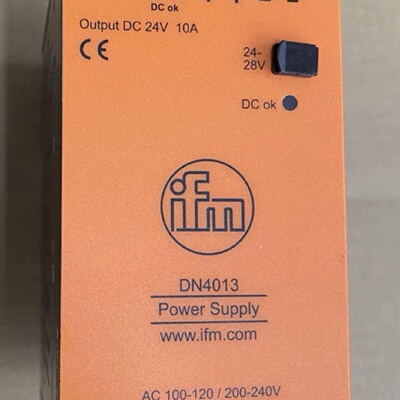 DC ok
Output DC 24V 10A
CE
24-
28V
DC ok
ifm
DN4013
Power Supply
www.ifm.com
AC 100-120 / 200-240V